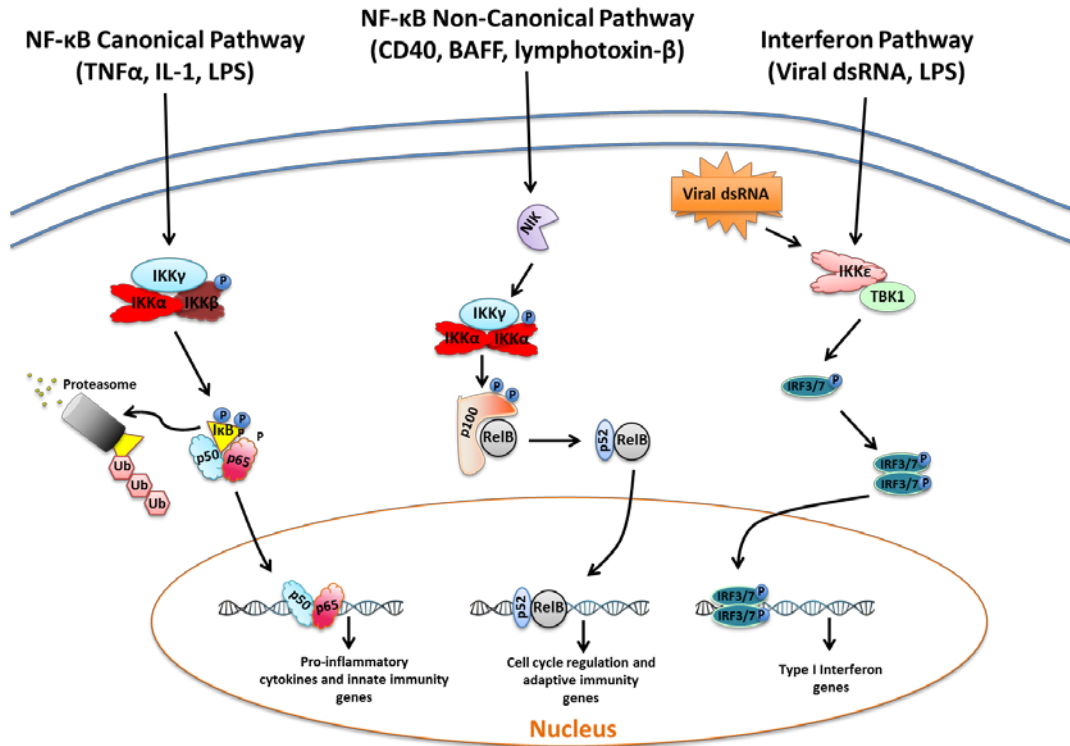 NF-κB Canonical Pathway
(TNFα, IL-1, LPS)
NF-κB Non-Canonical Pathway
(CD40, BAFF, lymphotoxin-β)
Interferon Pathway
(Viral dsRNA, LPS)
IKKγ
P
IKKα
IKKβ
Proteasome
P
P
IκB
P
P
p50
p65
Ub
Ub
Ub
NIK
IKKγ
P
IKKα
IKKα
P
P
p100
RelB
p52
RelB
Viral dsRNA
IKKε
TBK1
IRF3/7
P
IRF3/7
P
IRF3/7
P
p50
p65
Pro-inflammatory
cytokines and innate immunity
genes
p52
RelB
Cell cycle regulation and
adaptive immunity
genes
IRF3/7
P
IRF3/7
P
Type I Interferon
genes
Nucleus